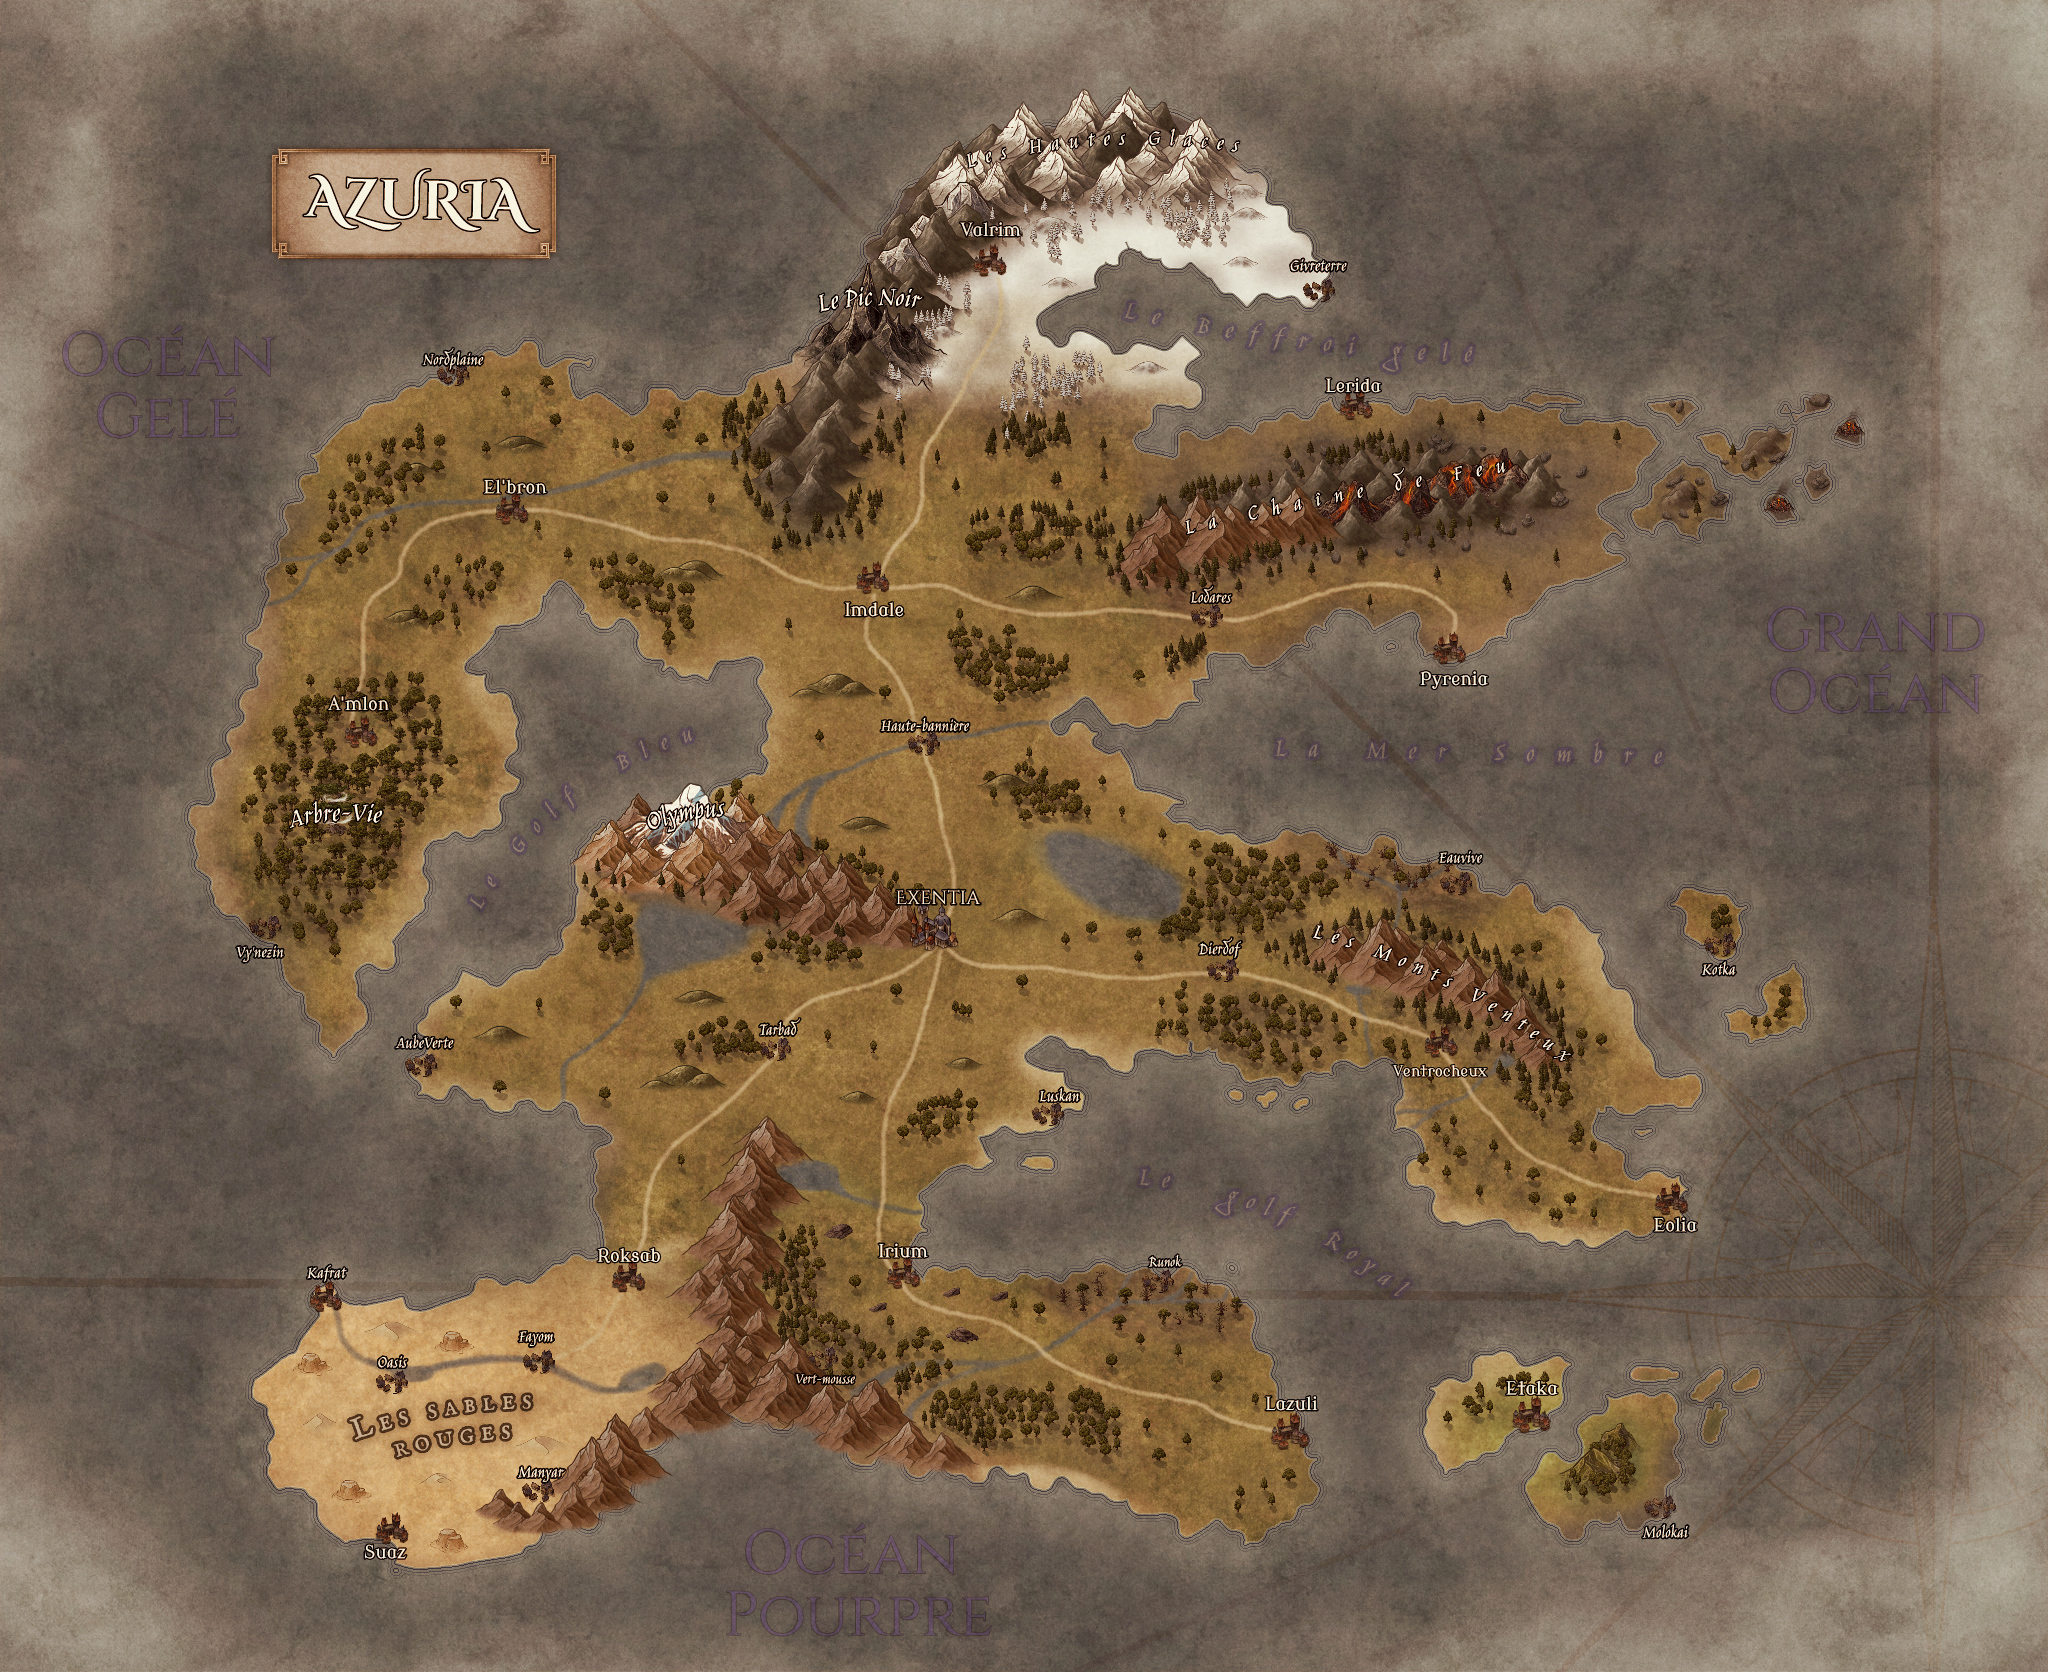 AZURIA
Les Hautes Glaces
Valrim
Givreterre
Le Pic Noir
Le Beffroi gelé
OCÉAN
GELÉ
Nordplaine
Lerida
El'bron
La Chaîne de Feu
Imdale
Lodares
GRAND
OCÉAN
Pyrenia
A'mlon
Haute-bannière
Le Golf Bleu
La Mer Sombre
Arbre-Vie
Olympus
Eauvive
EXENTIA
Vy'nezin
Dierdof
Les Monts Venteux
Kotka
AubeVerte
Tarbad
Ventrocheux
Luskan
Le golf Royal
Eolia
Roksab
Irium
Runok
Kafrat
Fayom
Oasis
Vert-mousse
Etaka
LES SABLES
ROUGES
Lazuli
Manyar
Suaz
Molokai
OCÉAN
POURPRE